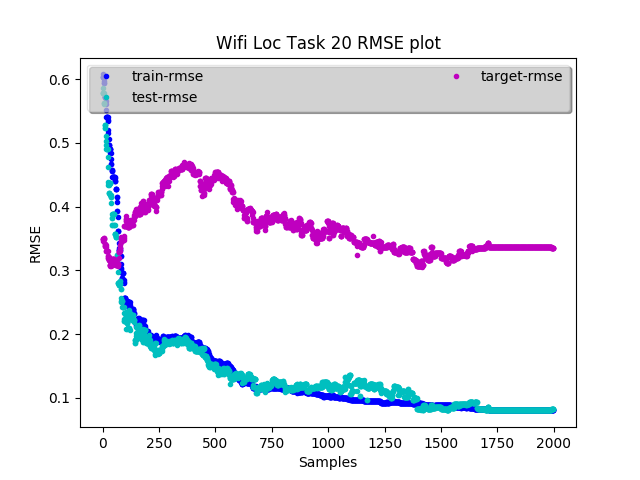 Wifi Loc Task 20 RMSE plot
train-rmse
test-rmse
target-rmse
RMSE
0.6
0.5
0.4
0.3
0.2
0.1
0 250 500 750 1000 1250 1500 1750 2000
Samples